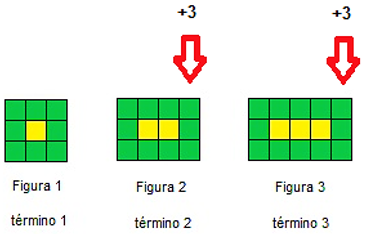 +3 +3
Figura 1 Figura 2 Figura 3
término 1 término 2 término 3